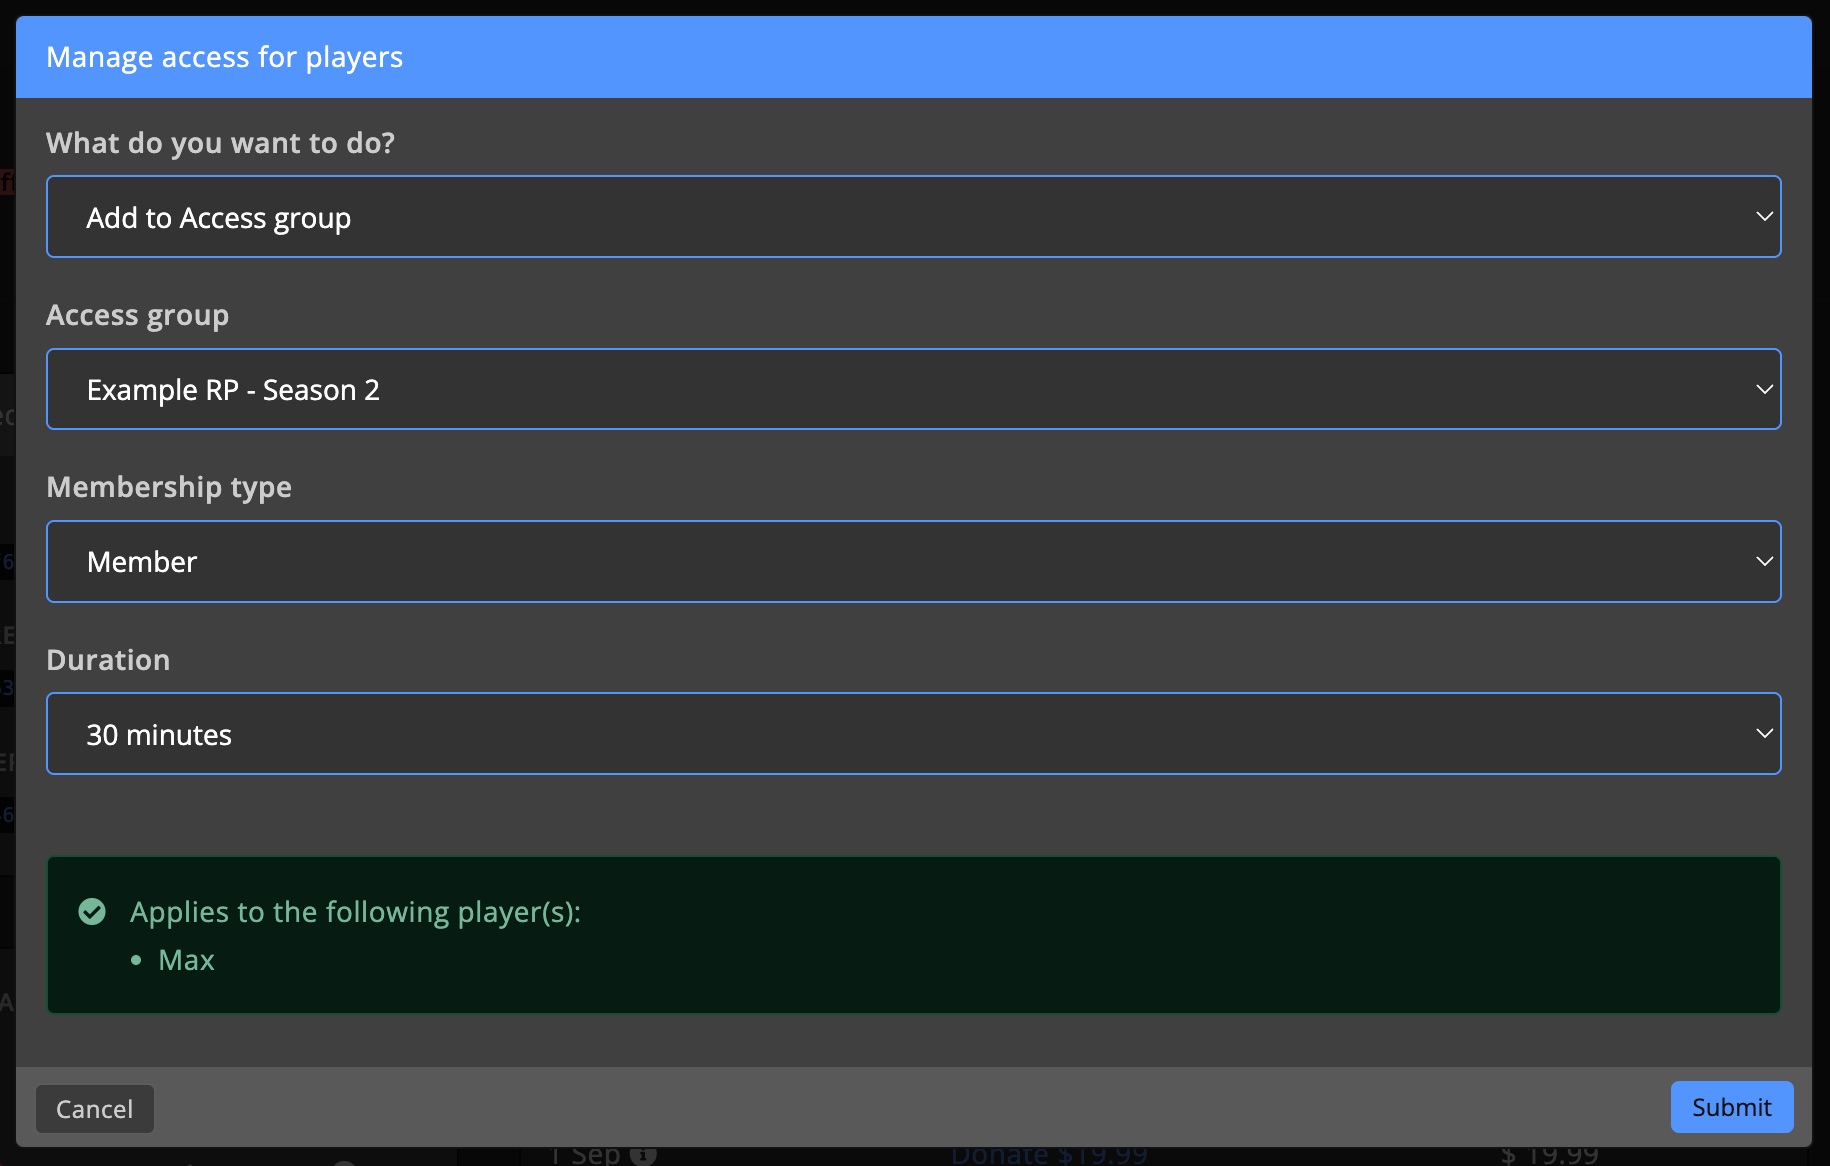 Manage access for players
What do you want to do?
Add to Access group
Access group
Example RP - Season 2
Membership type
Member
Duration
30 minutes
Applies to the following player(s):
• Max
Cancel
Submit
1 Sep
Donate $19.99
$ 19.99